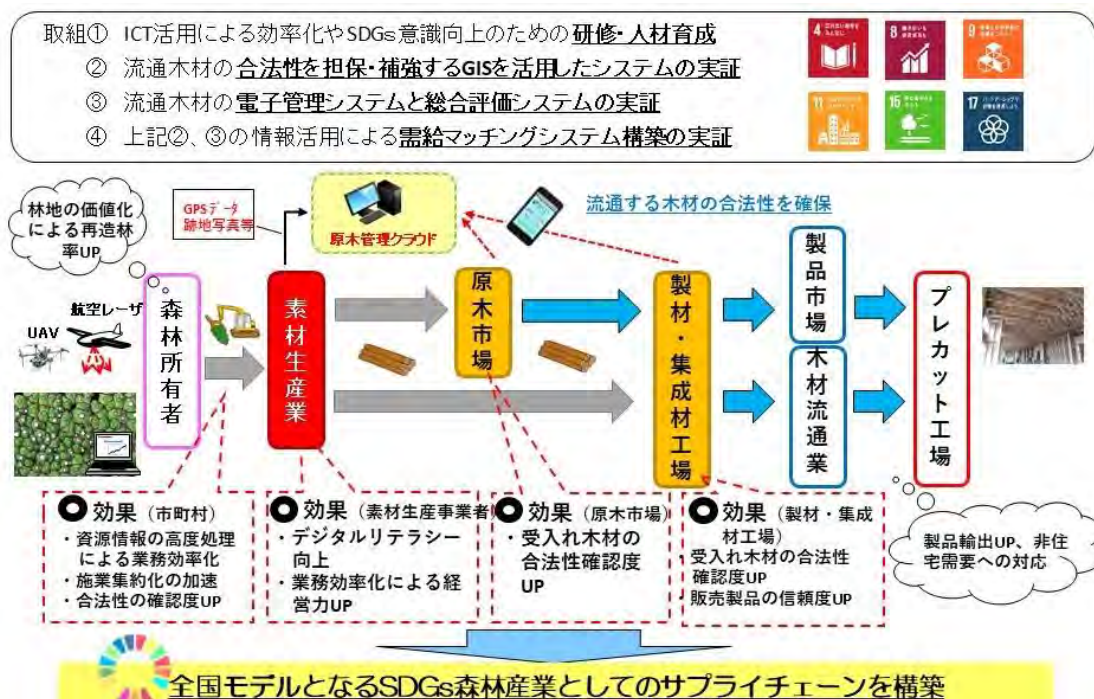 取組① ICT活用による効率化やSDGs意識向上のための研修・人材育成
② 流通木材の合法性を担保・補強するGISを活用したシステムの実証
③ 流通木材の電子管理システムと総合評価システムの実証
④ 上記②、③の情報活用による需給マッチングシステム構築の実証
4
8
9
11
15
17
林地の価値化
による再造林
率UP
GPSデータ
跡地写真等
原木管理クラウド
流通する木材の合法性を確保
航空レーザ
UAV
森林所有者
素材生産業
原木市場
製材・集成材工場
製品市場
木材流通業
プレカット工場
効果（市町村）
・資源情報の高度処理
による業務効率化
・施業集約化の加速
・合法性の確認度UP
効果（素材生産事業者）
・デジタルリテラシー
向上
・業務効率化による経
営力UP
効果（原木市場）
・受入れ木材の
合法性確認度
UP
効果（製材・集成
材工場）
・受入れ木材の合法性
確認度UP
・販売製品の信頼度UP
製品輸出UP、非住
宅需要への対応
全国モデルとなるSDGs森林産業としてのサプライチェーンを構築